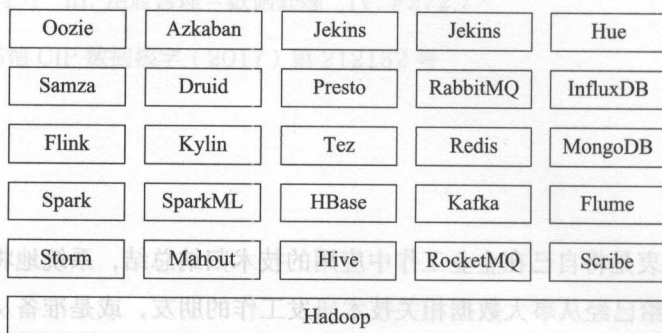 Oozie Azkaban Jekins Jekins Hue
Samza Druid Presto RabbitMQ InfluxDB
Flink Kylin Tez Redis MongoDB
Spark SparkML HBase Kafka Flume
Storm Mahout Hive RocketMQ Scribe
Hadoop